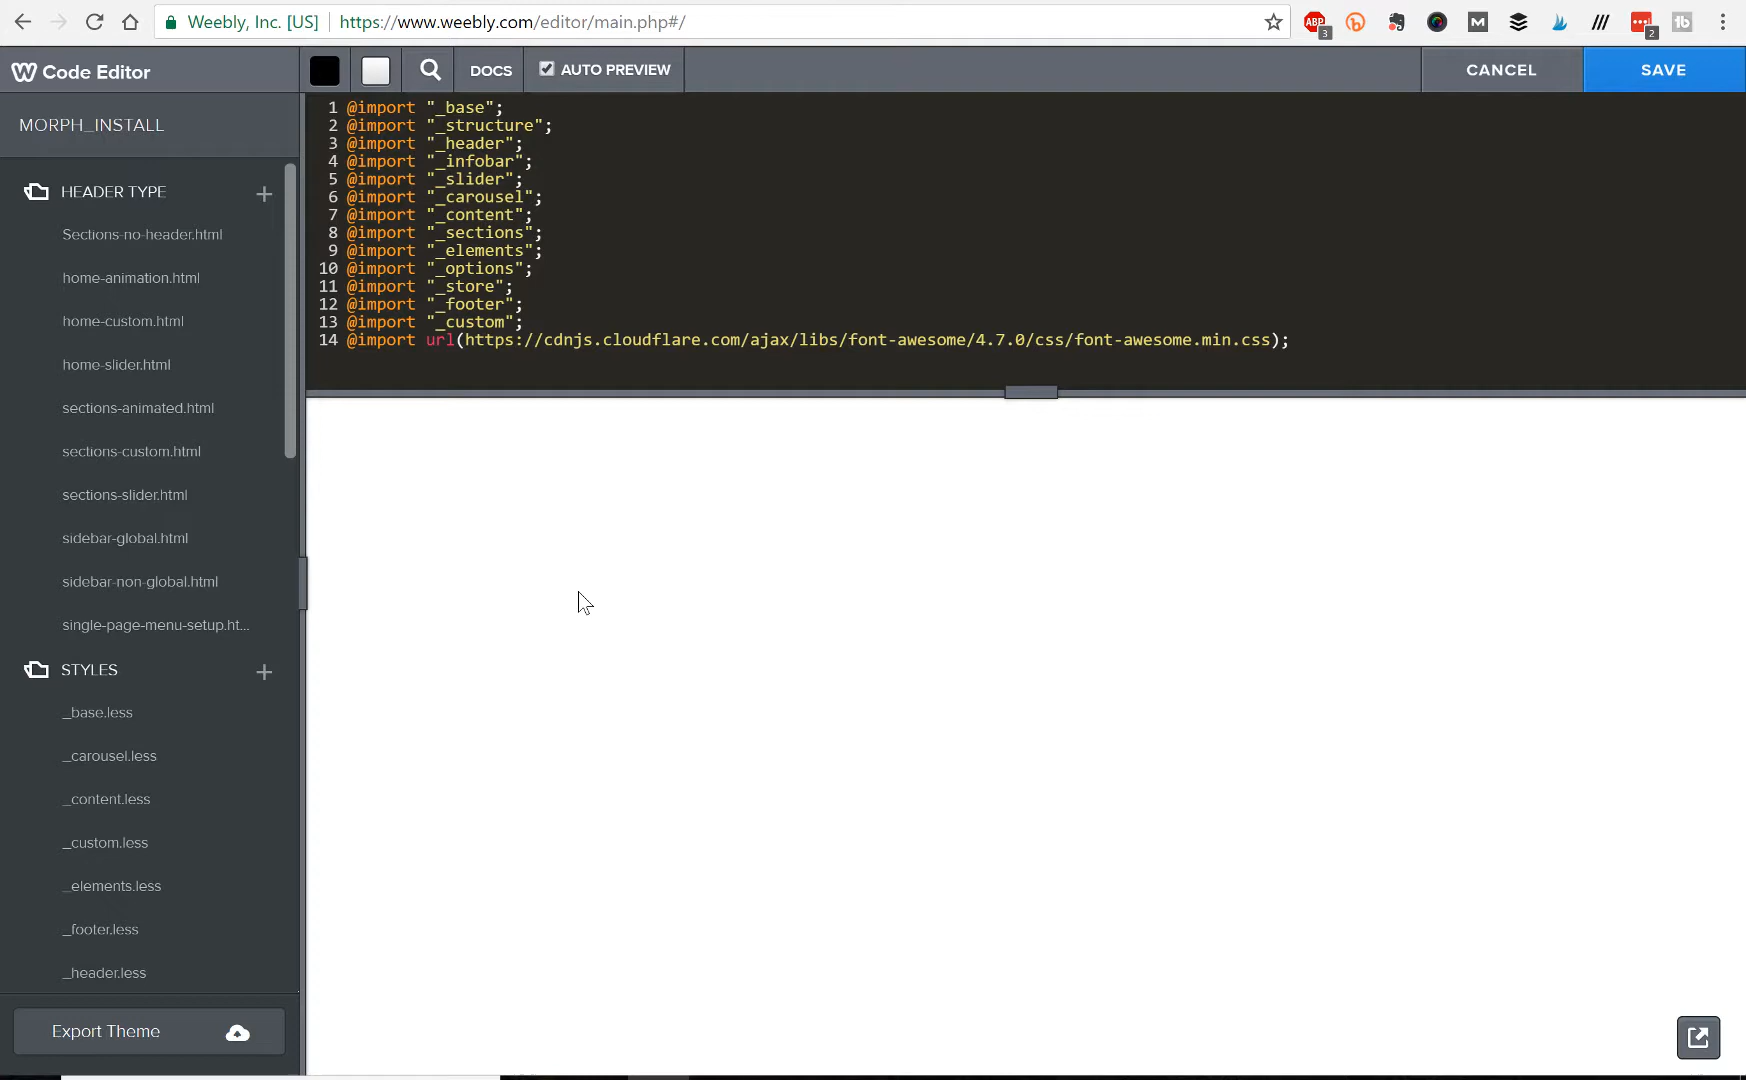 Weebly, Inc. [US] https://www.weebly.com/editor/main.php#/
ABP 3 M 2 tb
Code Editor
DOCS
AUTO PREVIEW
CANCEL
SAVE
MORPH_INSTALL
HEADER TYPE
Sections-no-header.html
home-animation.html
home-custom.html
home-slider.html
sections-animated.html
sections-custom.html
sections-slider.html
sidebar-global.html
sidebar-non-global.html
single-page-menu-setup.ht...
STYLES
_base.less
_carousel.less
_content.less
_custom.less
_elements.less
_footer.less
_header.less
Export Theme
1 @import "_base";
2 @import "_structure";
3 @import "_header";
4 @import "_infobar";
5 @import "_slider";
6 @import "_carousel";
7 @import "_content";
8 @import "_sections";
9 @import "_elements";
10 @import "_options";
11 @import "_store";
12 @import "_footer";
13 @import "_custom";
14 @import url(https://cdnjs.cloudflare.com/ajax/libs/font-awesome/4.7.0/css/font-awesome.min.css);